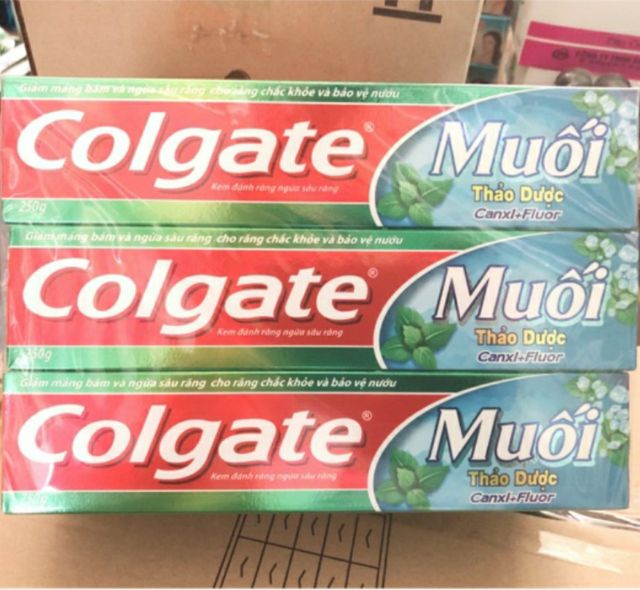 Giảm mảng bám và ngừa sâu răng cho răng chắc khỏe và bảo vệ nướu
Colgate®
Muối
Thảo Dược
Canxi+Fluor
Kem đánh răng ngừa sâu răng
250g
Giảm mảng bám và ngừa sâu răng cho răng chắc khỏe và bảo vệ nướu
Colgate®
Muối
Thảo Dược
Canxi+Fluor
Kem đánh răng ngừa sâu răng
250g
Giảm mảng bám và ngừa sâu răng cho răng chắc khỏe và bảo vệ nướu
Colgate®
Muối
Thảo Dược
Canxi+Fluor
Kem đánh răng ngừa sâu răng
250g